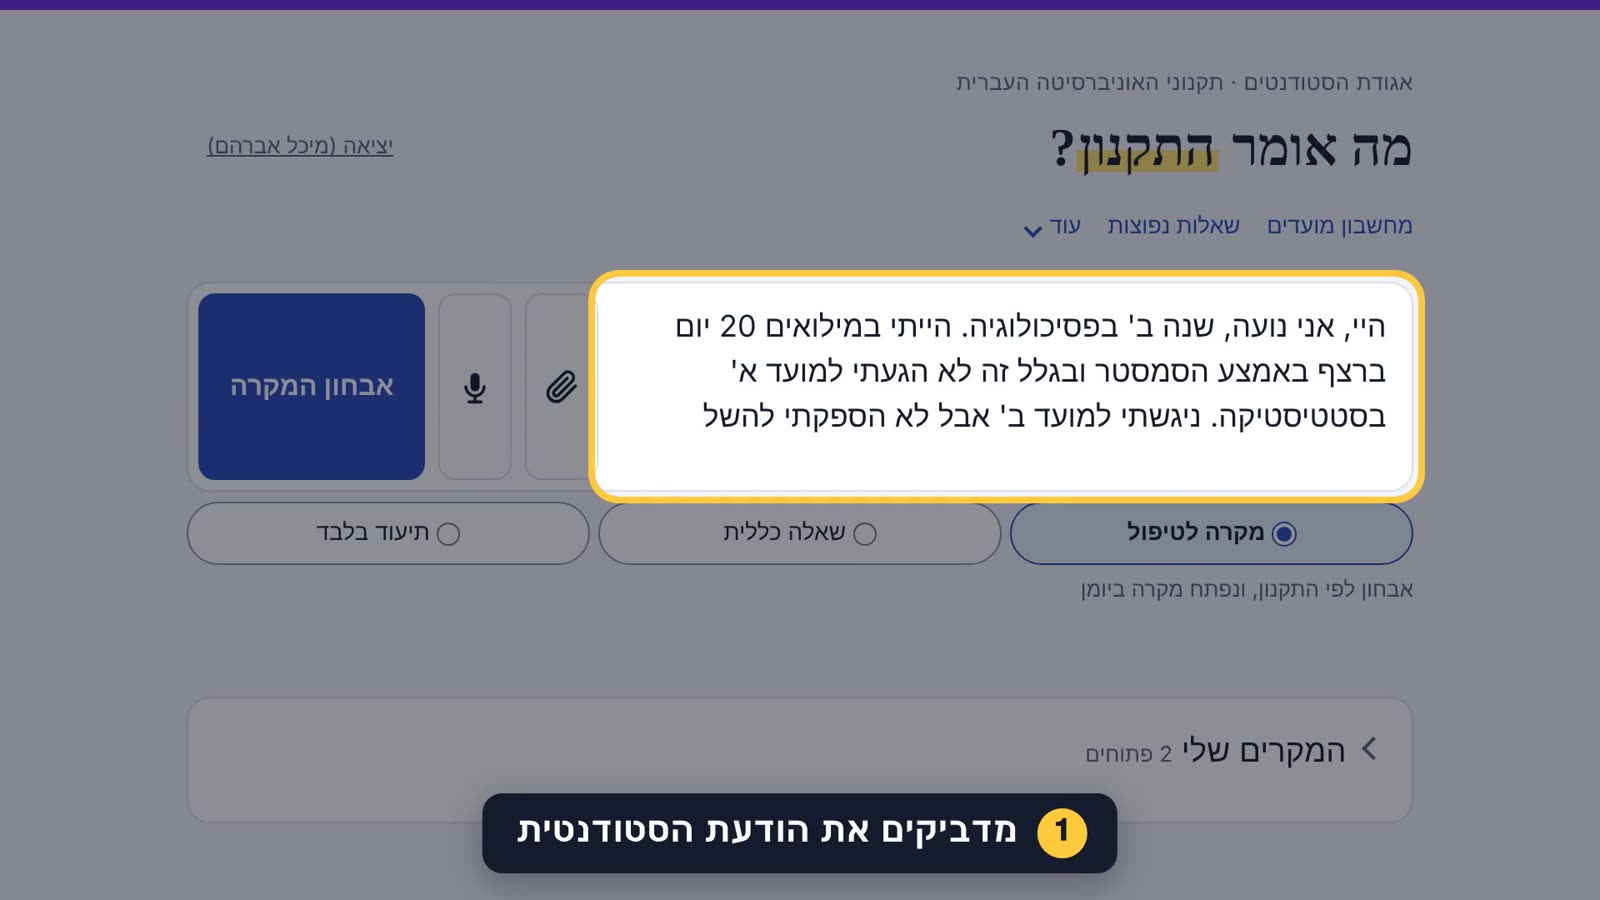 אגודת הסטודנטים · תקנוני האוניברסיטה העברית
מה אומר התקנון?
יציאה (מיכל אברהם)
מחשבון מועדים שאלות נפוצות עוד
היי, אני נועה, שנה ב' בפסיכולוגיה. הייתי במילואים 20 יום
ברצף באמצע הסמסטר ובגלל זה לא הגעתי למועד א'
בסטטיסטיקה. ניגשתי למועד ב' אבל לא הספקתי להשל
אבחון המקרה
מקרה לטיפול
שאלה כללית
תיעוד בלבד
אבחון לפי התקנון, ונפתח מקרה ביומן
המקרים שלי 2 פתוחים
1 מדביקים את הודעת הסטודנטית